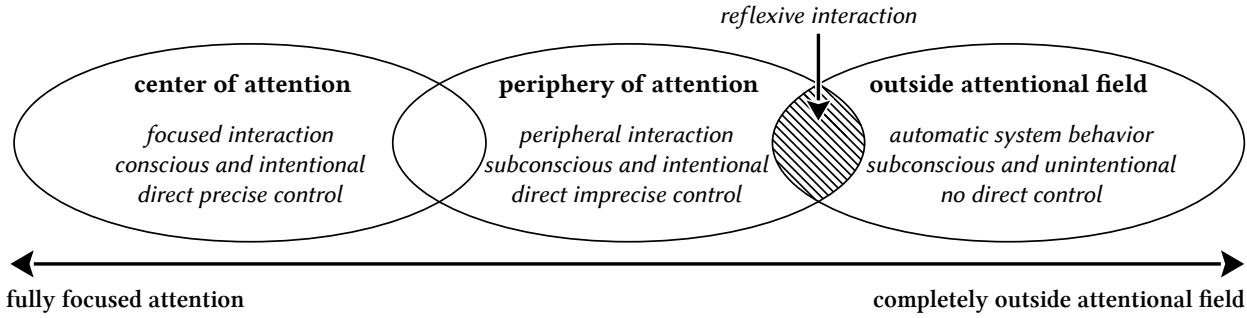 reflexive interaction
center of attention
focused interaction
conscious and intentional
direct precise control
periphery of attention
peripheral interaction
subconscious and intentional
direct imprecise control
outside attentional field
automatic system behavior
subconscious and unintentional
no direct control
fully focused attention
completely outside attentional field